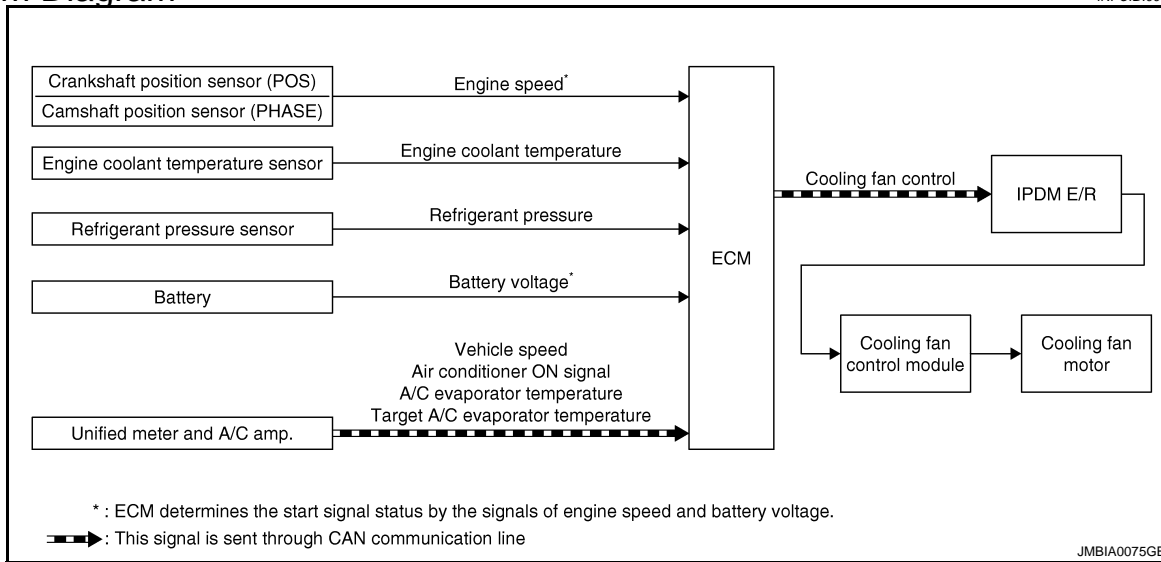 Crankshaft position sensor (POS)
Camshaft position sensor (PHASE)
Engine speed*
Engine coolant temperature sensor
Engine coolant temperature
Refrigerant pressure sensor
Refrigerant pressure
Battery
Battery voltage*
Unified meter and A/C amp.
Vehicle speed
Air conditioner ON signal
A/C evaporator temperature
Target A/C evaporator temperature
ECM
Cooling fan control
IPDM E/R
Cooling fan
control module
Cooling fan
motor
* : ECM determines the start signal status by the signals of engine speed and battery voltage.
: This signal is sent through CAN communication line
JMBIA0075GB